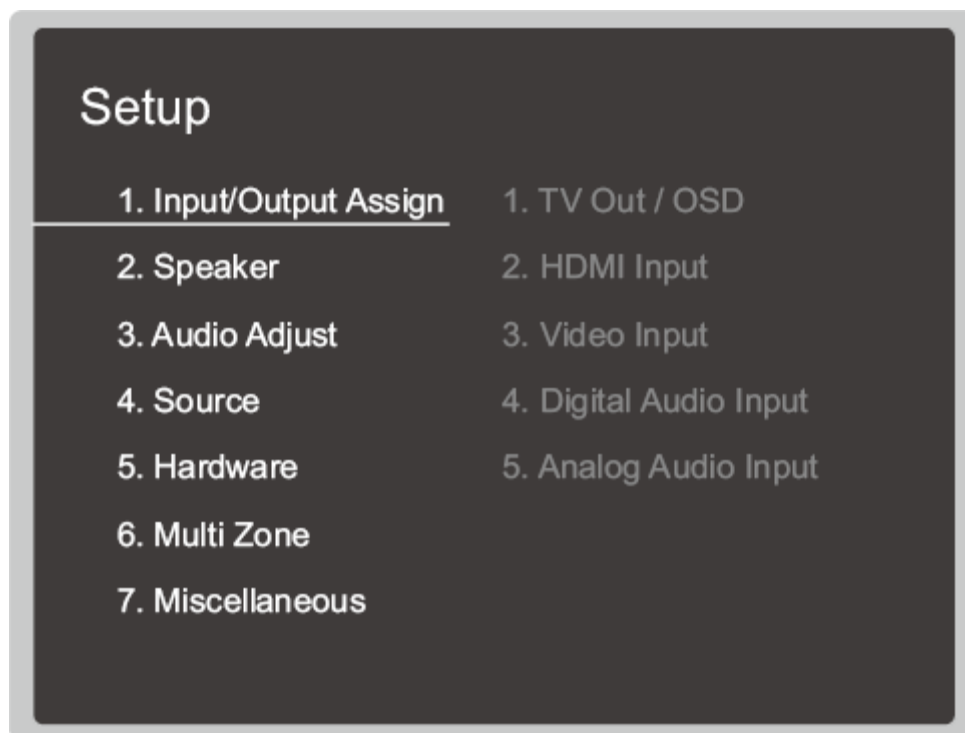 Setup
1. Input/Output Assign
2. Speaker
3. Audio Adjust
4. Source
5. Hardware
6. Multi Zone
7. Miscellaneous
1. TV Out / OSD
2. HDMI Input
3. Video Input
4. Digital Audio Input
5. Analog Audio Input